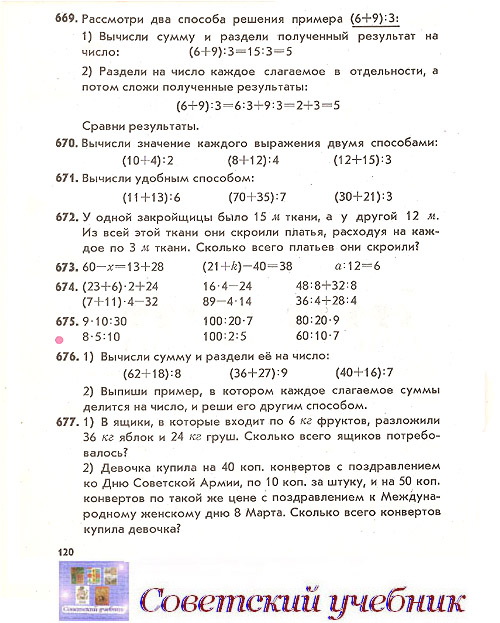 669. Рассмотри два способа решения примера (6+9):3:
1) Вычисли сумму и раздели полученный результат на
число: (6+9):3=15:3=5
2) Раздели на число каждое слагаемое в отдельности, а
потом сложи полученные результаты:
(6+9):3=6:3+9:3=2+3=5
Сравни результаты.
670. Вычисли значение каждого выражения двумя способами:
(10+4):2 (8+12):4 (12+15):3
671. Вычисли удобным способом:
(11+13):6 (70+35):7 (30+21):3
672. У одной закройщицы было 15 м ткани, а у другой 12 м.
Из всей этой ткани они скроили платья, расходуя на каж-
дое по 3 м ткани. Сколько всего платьев они скроили?
673. 60−x=13+28 (21+k)−40=38 a:12=6
674. (23+6)·2+24 16·4−24 48:8+32:8
(7+11)·4−32 89−4·14 36:4+28:4
675. 9·10:30 100:20·7 80:20·9
8·5:10 100:2:5 60:10·7
676. 1) Вычисли сумму и раздели её на число:
(62+18):8 (36+27):9 (40+16):7
2) Выпиши пример, в котором каждое слагаемое суммы
делится на число, и реши его другим способом.
677. 1) В ящики, в которые входит по 6 кг фруктов, разложили
36 кг яблок и 24 кг груш. Сколько всего ящиков потребо-
валось?
2) Девочка купила на 40 коп. конвертов с поздравлением
ко Дню Советской Армии, по 10 коп. за штуку, и на 50 коп.
конвертов по такой же цене с поздравлением к Междуна-
родному женскому дню 8 Марта. Сколько всего конвертов
купила девочка?
120
Советский учебник
Советский учебник